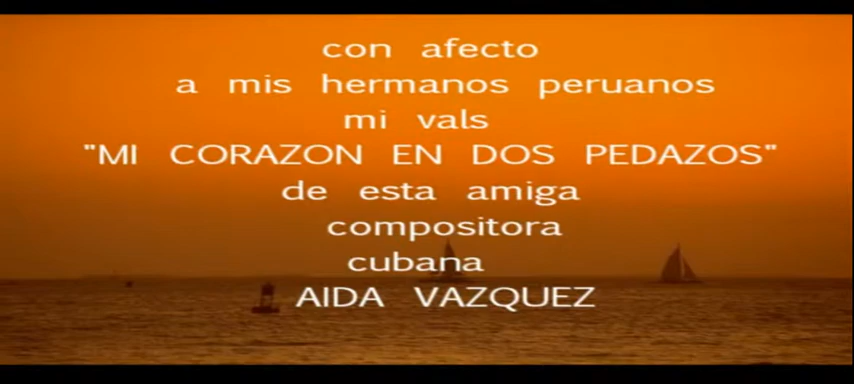 con afecto
a mis hermanos peruanos
mi vals
"MI CORAZON EN DOS PEDAZOS"
de esta amiga
compositora
cubana
AIDA VAZQUEZ